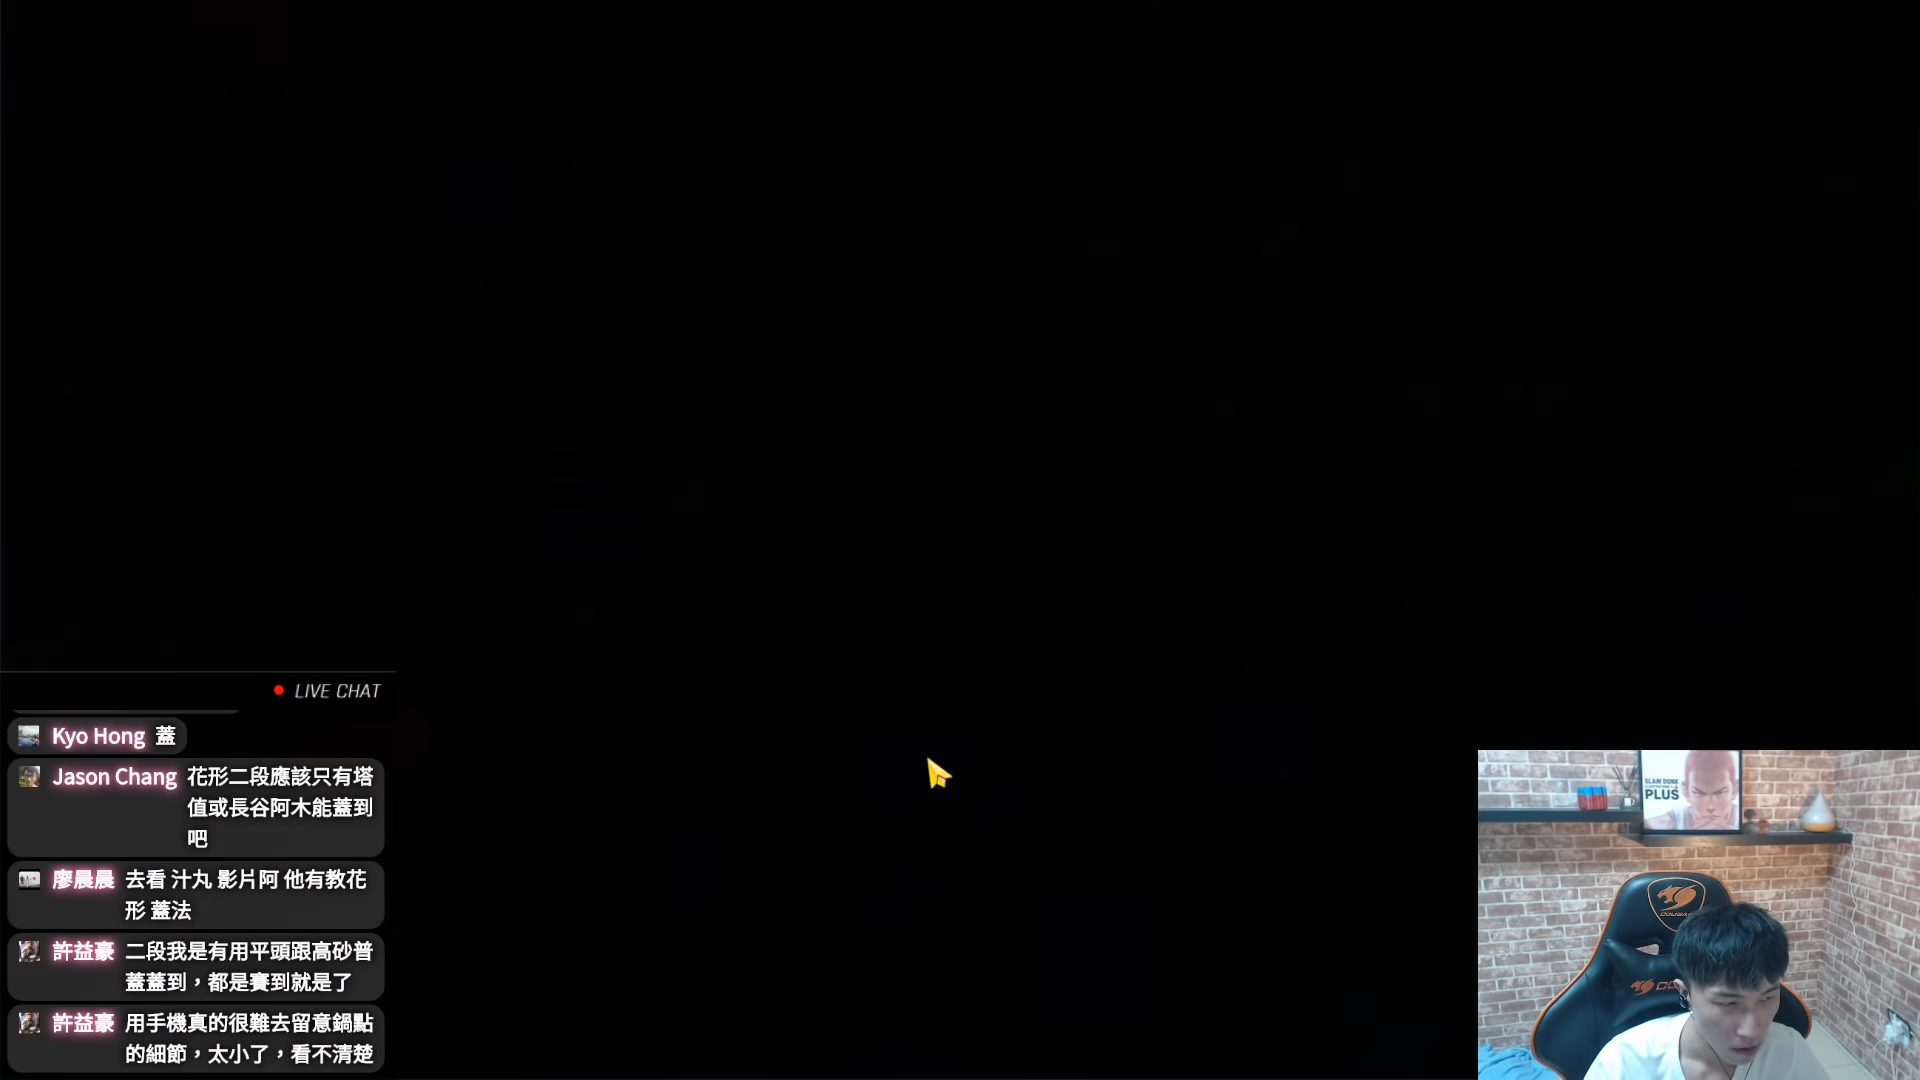 LIVE CHAT
Kyo Hong 蓋
Jason Chang 花形二段應該只有塔
值或長谷阿木能蓋到
吧
廖晨晨 去看 汁丸 影片阿 他有教花
形 蓋法
許益豪 二段我是有用平頭跟高砂普
蓋蓋到，都是賽到就是了
許益豪 用手機真的很難去留意鍋點
的細節，太小了，看不清楚
SLAM DUNK
PLUS
COUGAR